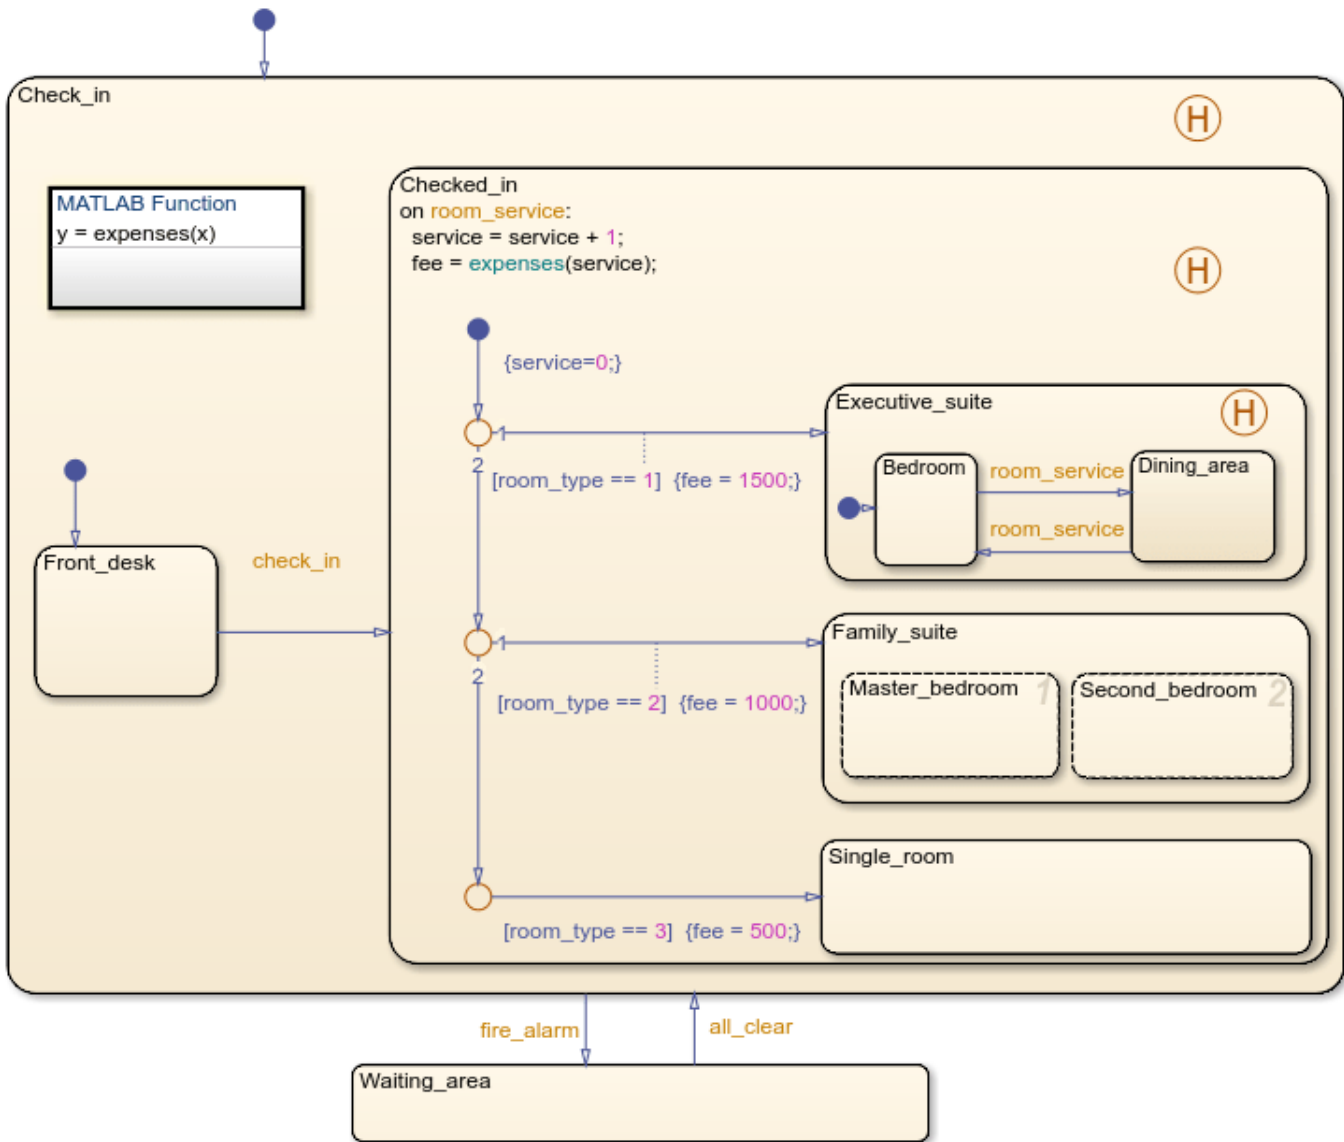 Check_in
H
MATLAB Function
y = expenses(x)
Checked_in
on room_service:
service = service + 1;
fee = expenses(service);
H
{service=0;}
1
2
[room_type == 1] {fee = 1500;}
Executive_suite
H
Bedroom
room_service
Dining_area
room_service
Front_desk
check_in
1
2
[room_type == 2] {fee = 1000;}
Family_suite
Master_bedroom 1
Second_bedroom 2
Single_room
[room_type == 3] {fee = 500;}
fire_alarm
all_clear
Waiting_area